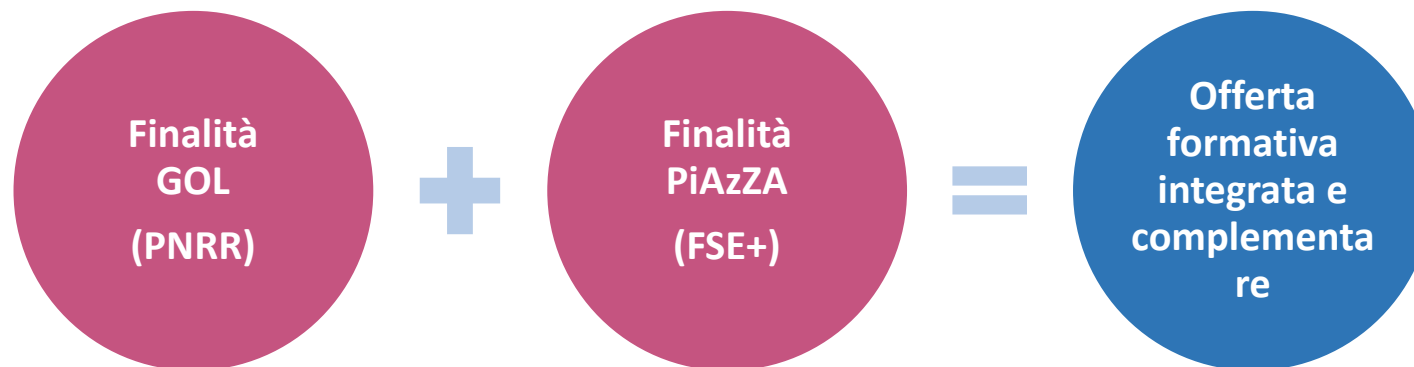 Finalità
GOL
(PNRR)
Finalità
PiAzZA
(FSE+)
Offerta
formativa
integrata e
complementa
re